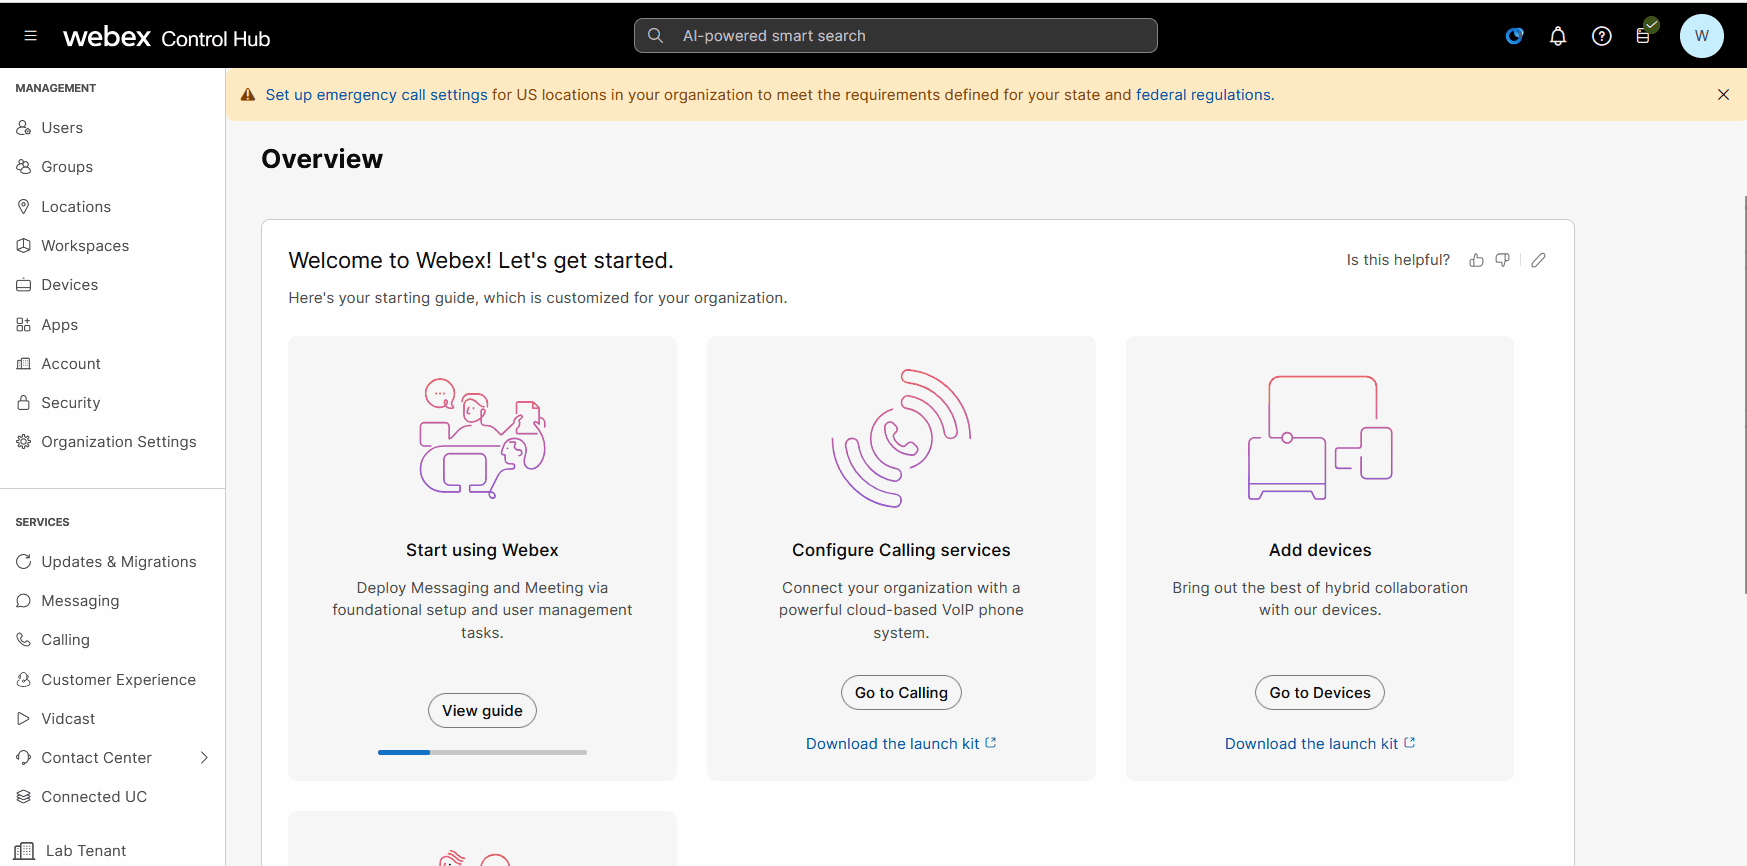 webex Control Hub
AI-powered smart search
W
MANAGEMENT
Users
Groups
Locations
Workspaces
Devices
Apps
Account
Security
Organization Settings
SERVICES
Updates & Migrations
Messaging
Calling
Customer Experience
Vidcast
Contact Center
Connected UC
Lab Tenant
Set up emergency call settings for US locations in your organization to meet the requirements defined for your state and federal regulations.
Overview
Welcome to Webex! Let's get started.
Is this helpful?
Here's your starting guide, which is customized for your organization.
Start using Webex
Deploy Messaging and Meeting via
foundational setup and user management
tasks.
View guide
Configure Calling services
Connect your organization with a
powerful cloud-based VoIP phone
system.
Go to Calling
Download the launch kit
Add devices
Bring out the best of hybrid collaboration
with our devices.
Go to Devices
Download the launch kit